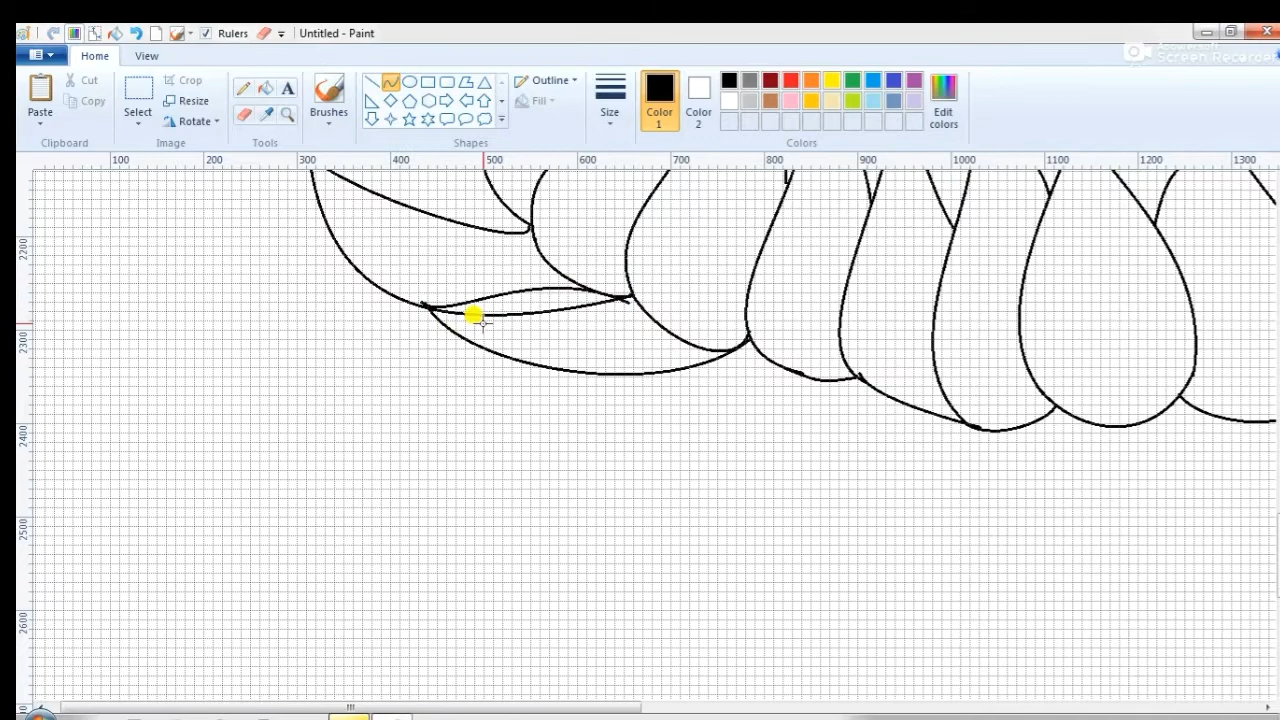 Rulers
Untitled - Paint
Home
View
Screen Recorder
Paste
Cut
Copy
Clipboard
Select
Crop
Resize
Rotate
Image
A
Tools
Brushes
Shapes
Outline
Fill
Size
Color 1
Color 2
Edit colors
Colors
100 200 300 400 500 600 700 800 900 1000 1100 1200 1300
2200
2300
2400
2500
2600